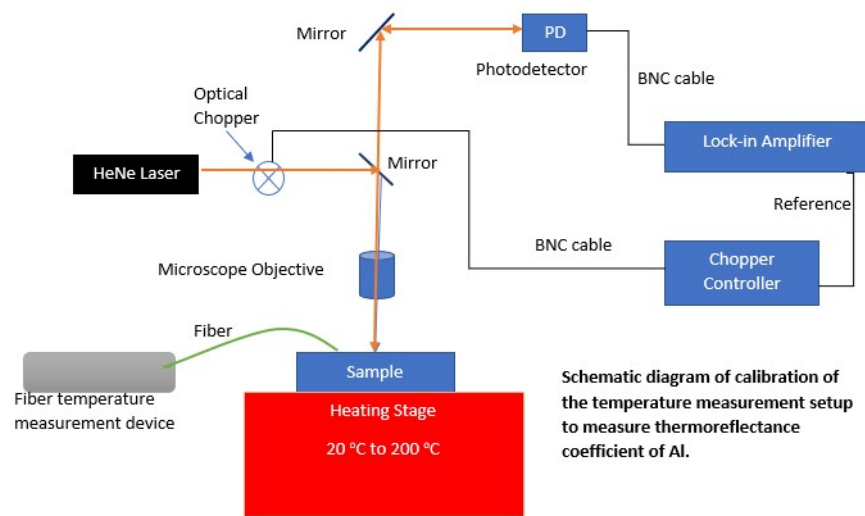 Mirror
PD
Photodetector
BNC cable
Optical
Chopper
Lock-in Amplifier
HeNe Laser
Mirror
Reference
BNC cable
Chopper
Controller
Microscope Objective
Fiber
Sample
Fiber temperature
measurement device
Heating Stage
20 °C to 200 °C
Schematic diagram of calibration of
the temperature measurement setup
to measure thermoreflectance
coefficient of Al.